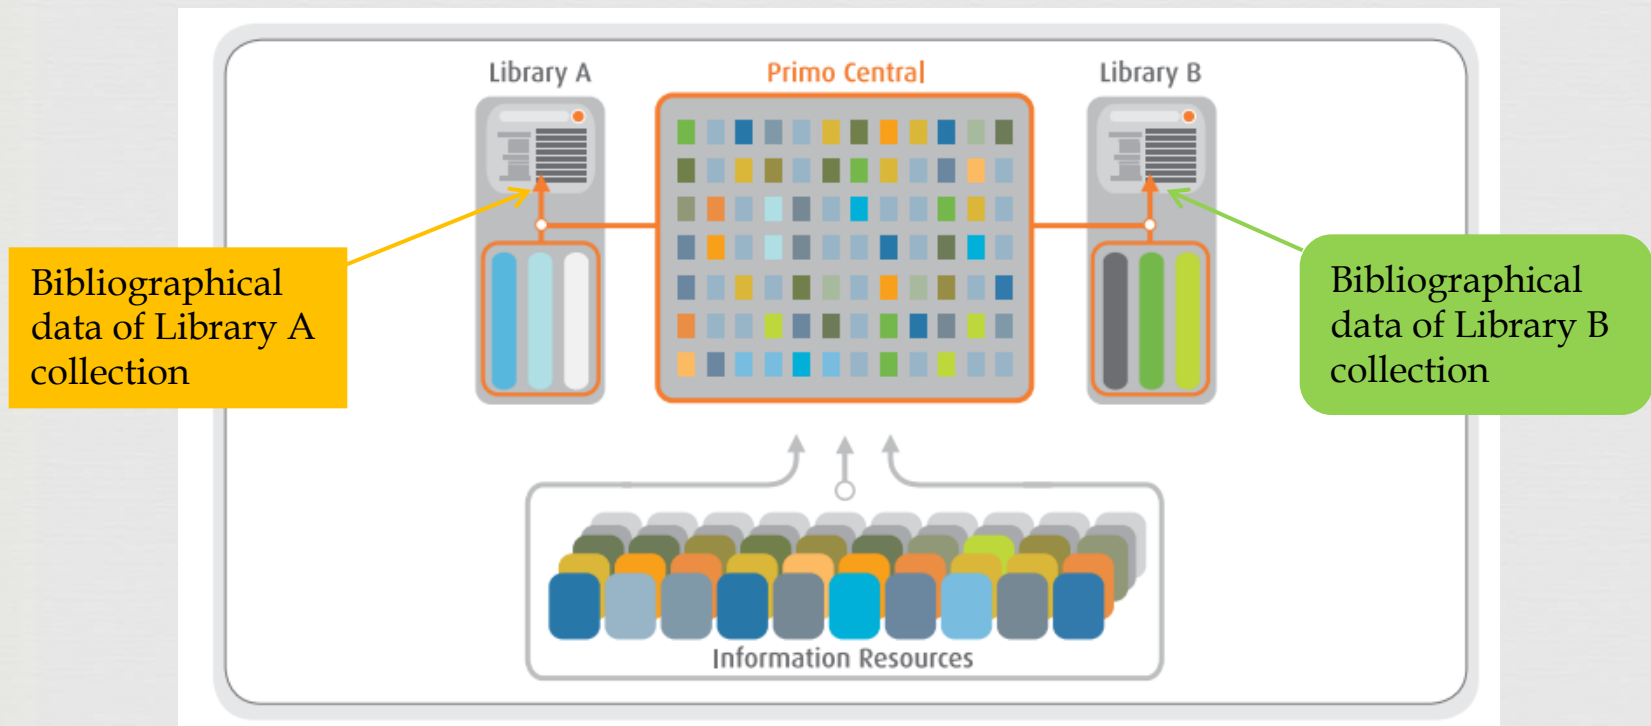 Library A
Primo Central
Library B
Bibliographical
data of Library A
collection
Bibliographical
data of Library B
collection
Information Resources